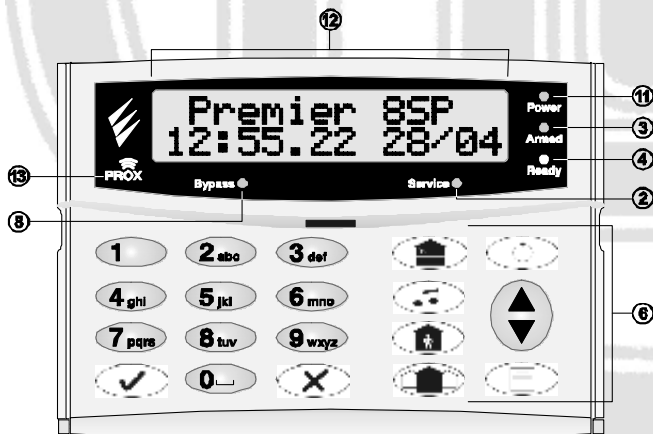 12
Premier 8SP
12:55.22 28/04
Power
11
Armed
3
Ready
4
PROX
13
Bypass
Service
8
2
1
2 abc
3 def
4 ghi
5 jkl
6 mno
6
7 pqrs
8 tuv
9 wxyz
0